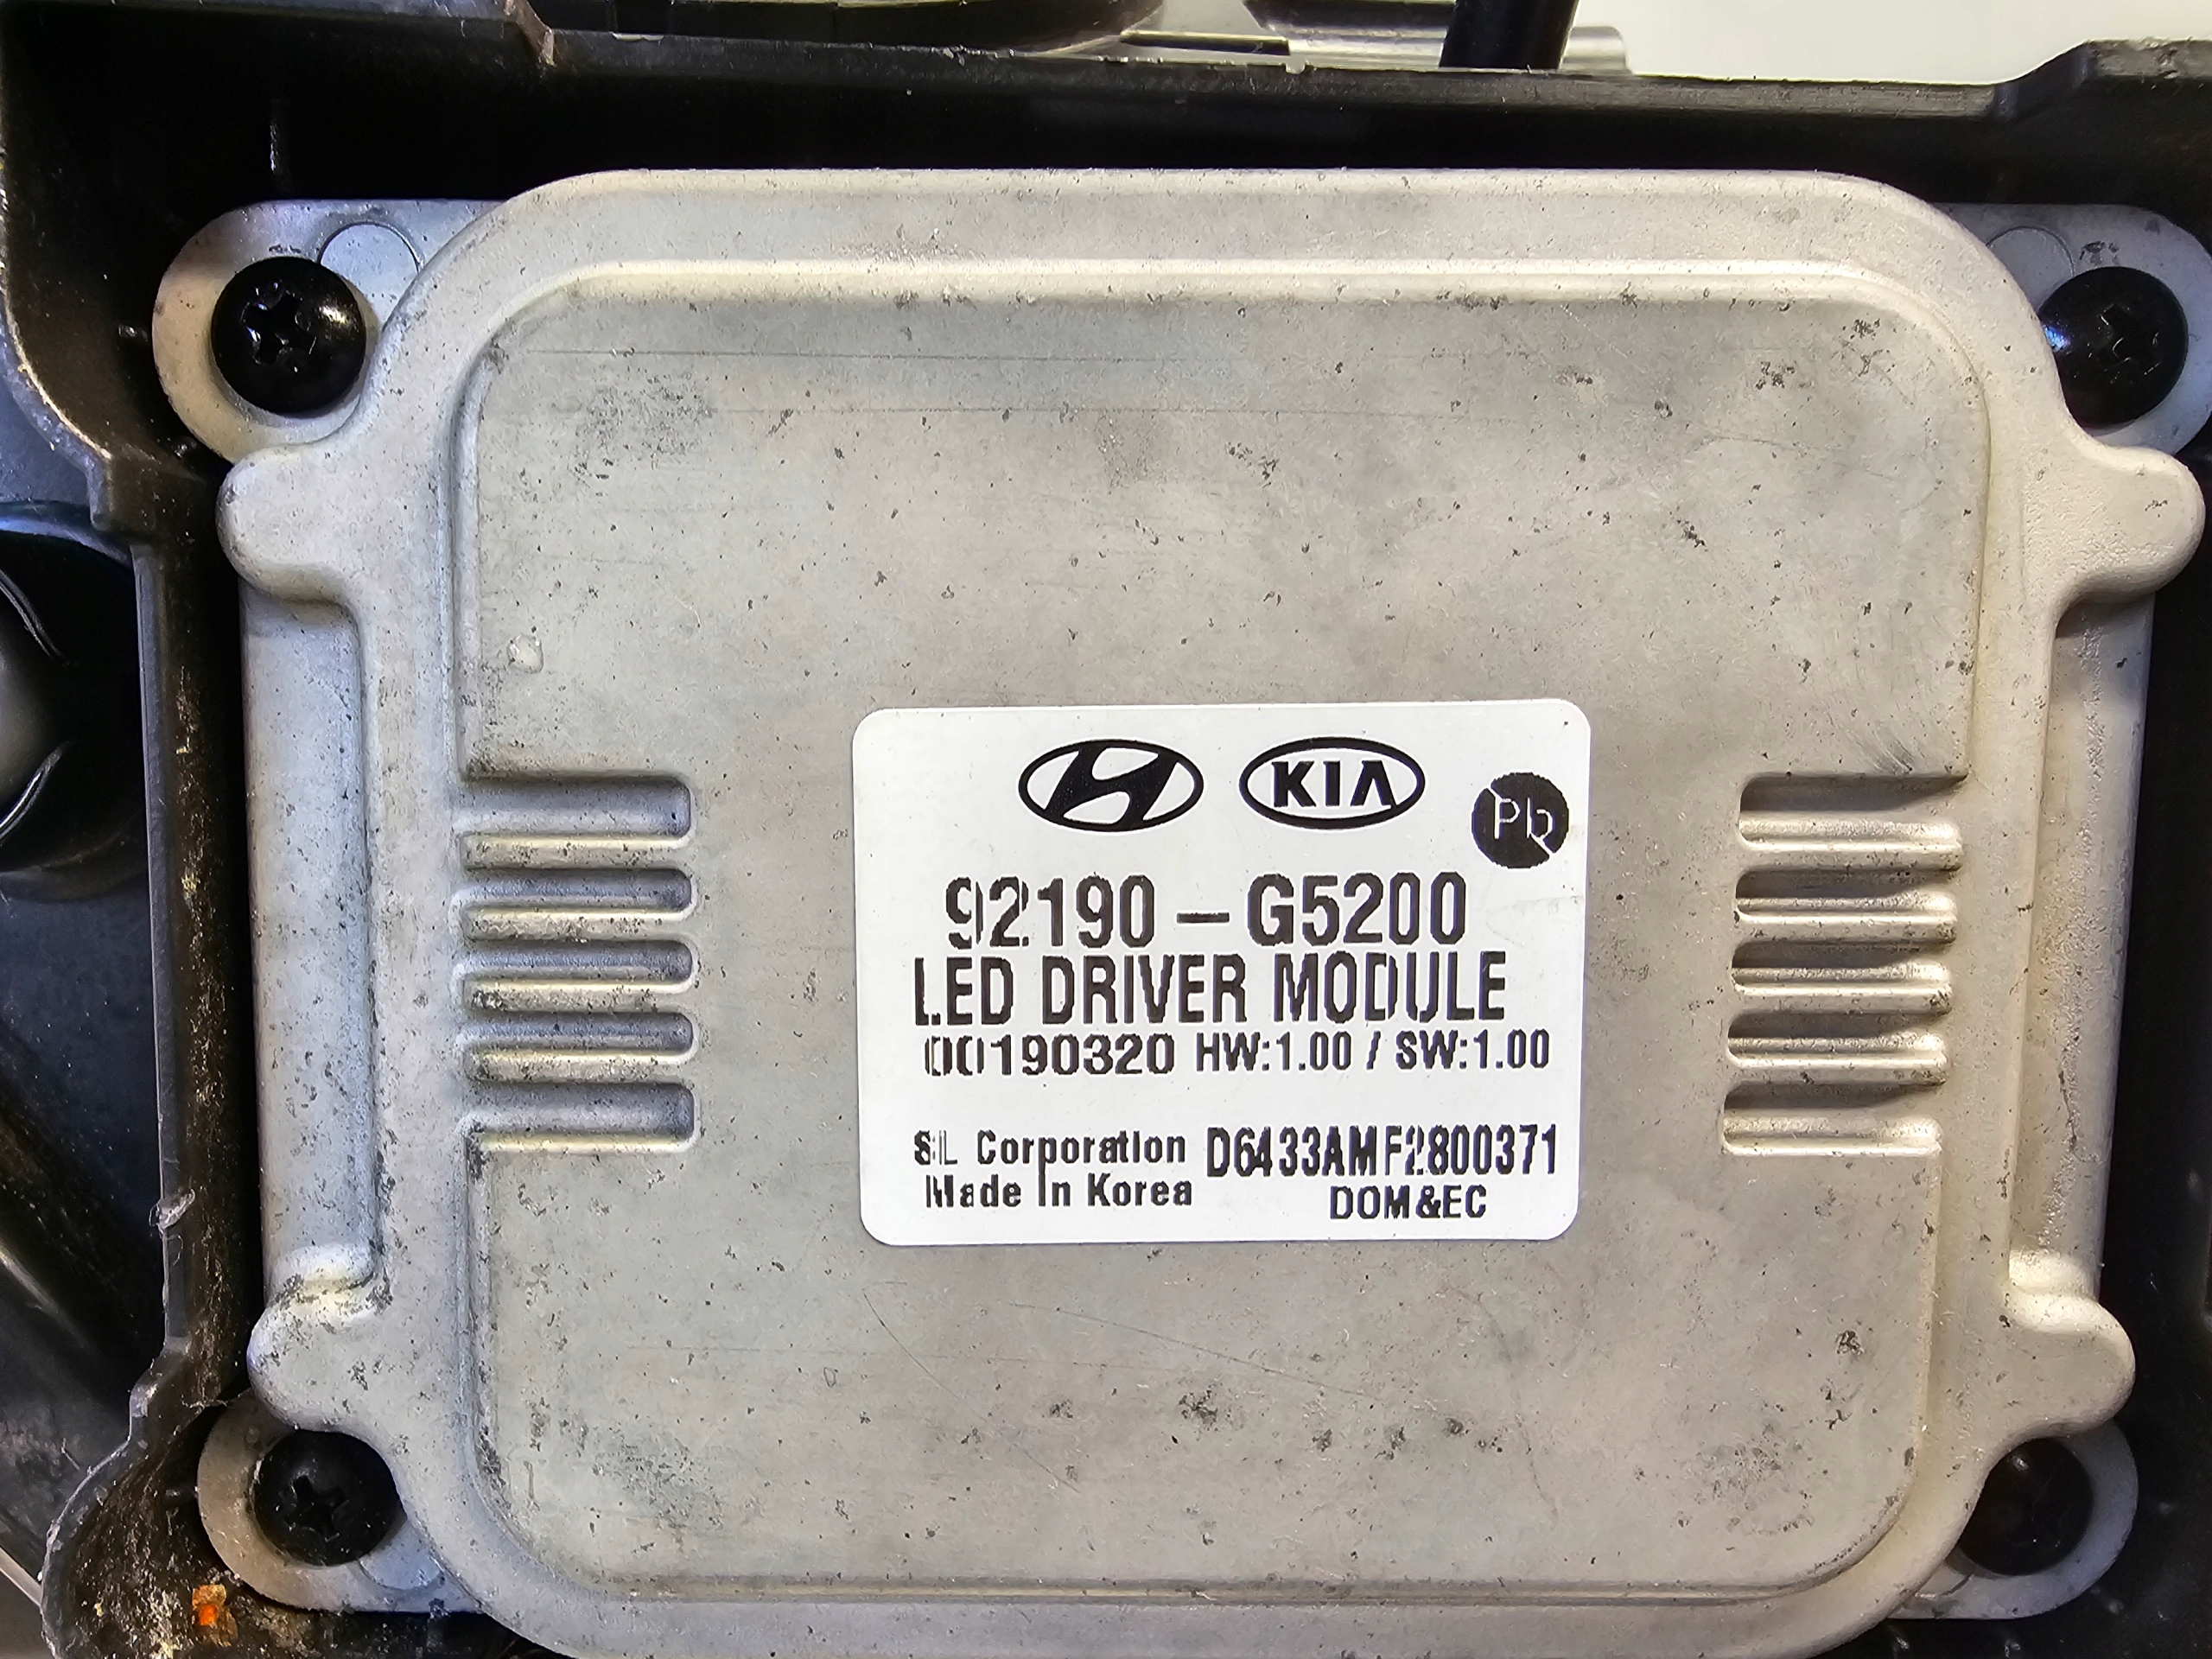 KIA
Pb
92190-G5200
LED DRIVER MODULE
00190320 HW:1.00 / SW:1.00
SL Corporation D6433AMF2800371
Made In Korea DOM&EC